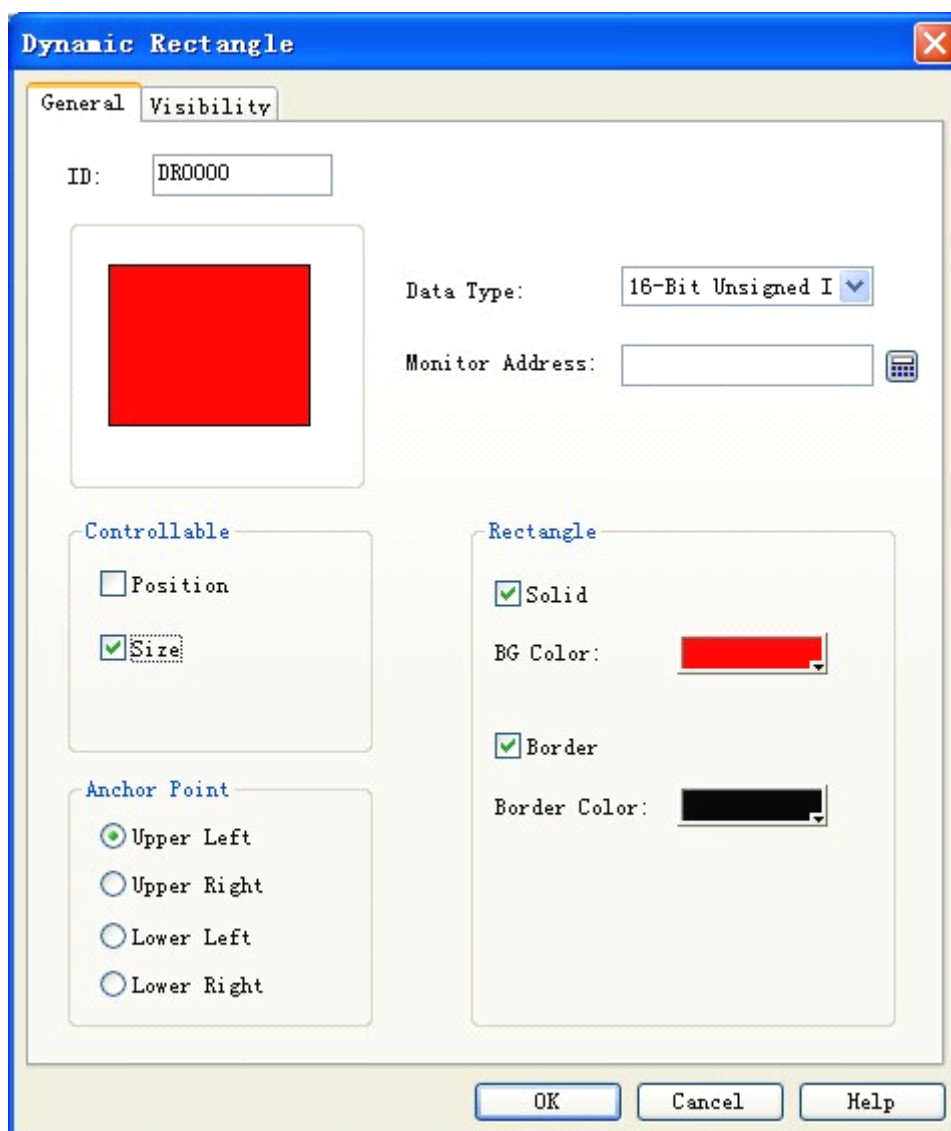 Dynamic Rectangle
General Visibility
ID: DR0000
Data Type: 16-Bit Unsigned I
Monitor Address:
Controllable
Position
Size
Anchor Point
Upper Left
Upper Right
Lower Left
Lower Right
Rectangle
Solid
BG Color:
Border
Border Color:
OK Cancel Help